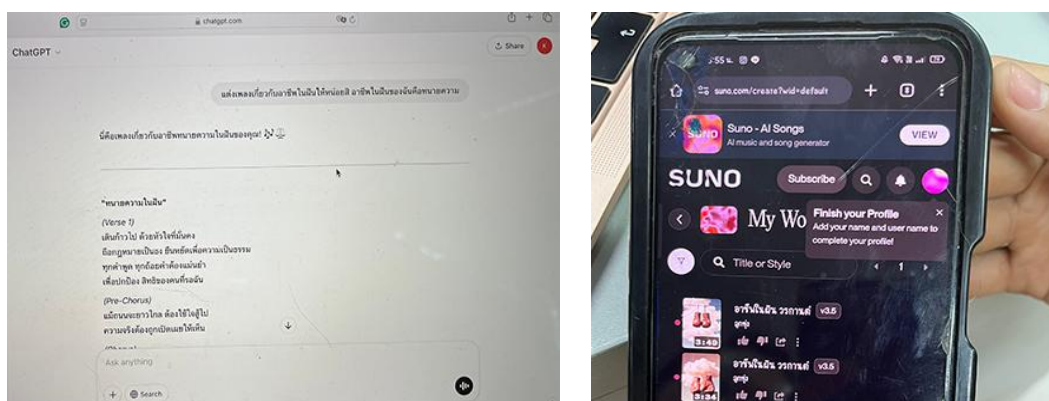 chatgpt.com
ChatGPT
Share
แต่งเพลงเกี่ยวกับอาชีพในฝันให้หน่อยสิ อาชีพในฝันของฉันคือทนายความ
นี่คือเพลงเกี่ยวกับอาชีพทนายความในฝันของคุณ! 🎶⚖️
"ทนายความในฝัน"
(Verse 1)
เดินก้าวไป ด้วยหัวใจที่มั่นคง
ถือกฎหมายเป็นธง ยืนหยัดเพื่อความเป็นธรรม
ทุกคำพูด ทุกถ้อยคำต้องแม่นยำ
เพื่อปกป้อง สิทธิของคนที่รอฉัน
(Pre-Chorus)
แม้ถนนจะยาวไกล ต้องใช้ใจสู้ไป
ความจริงต้องถูกเปิดเผยให้เห็น
Ask anything
Search
:55 น.
suno.com/create?wid=default
SUNO
Suno - AI Songs
AI music and song generator
VIEW
SUNO
Subscribe
My Wo
Finish your Profile
Add your name and user name to
complete your profile!
Title or Style
1
อาชีพในฝัน วรกานต์ v3.5
ลูกทุ่ง
3:49
อาชีพในฝัน วรกานต์ v3.5
ลูกทุ่ง
3:34